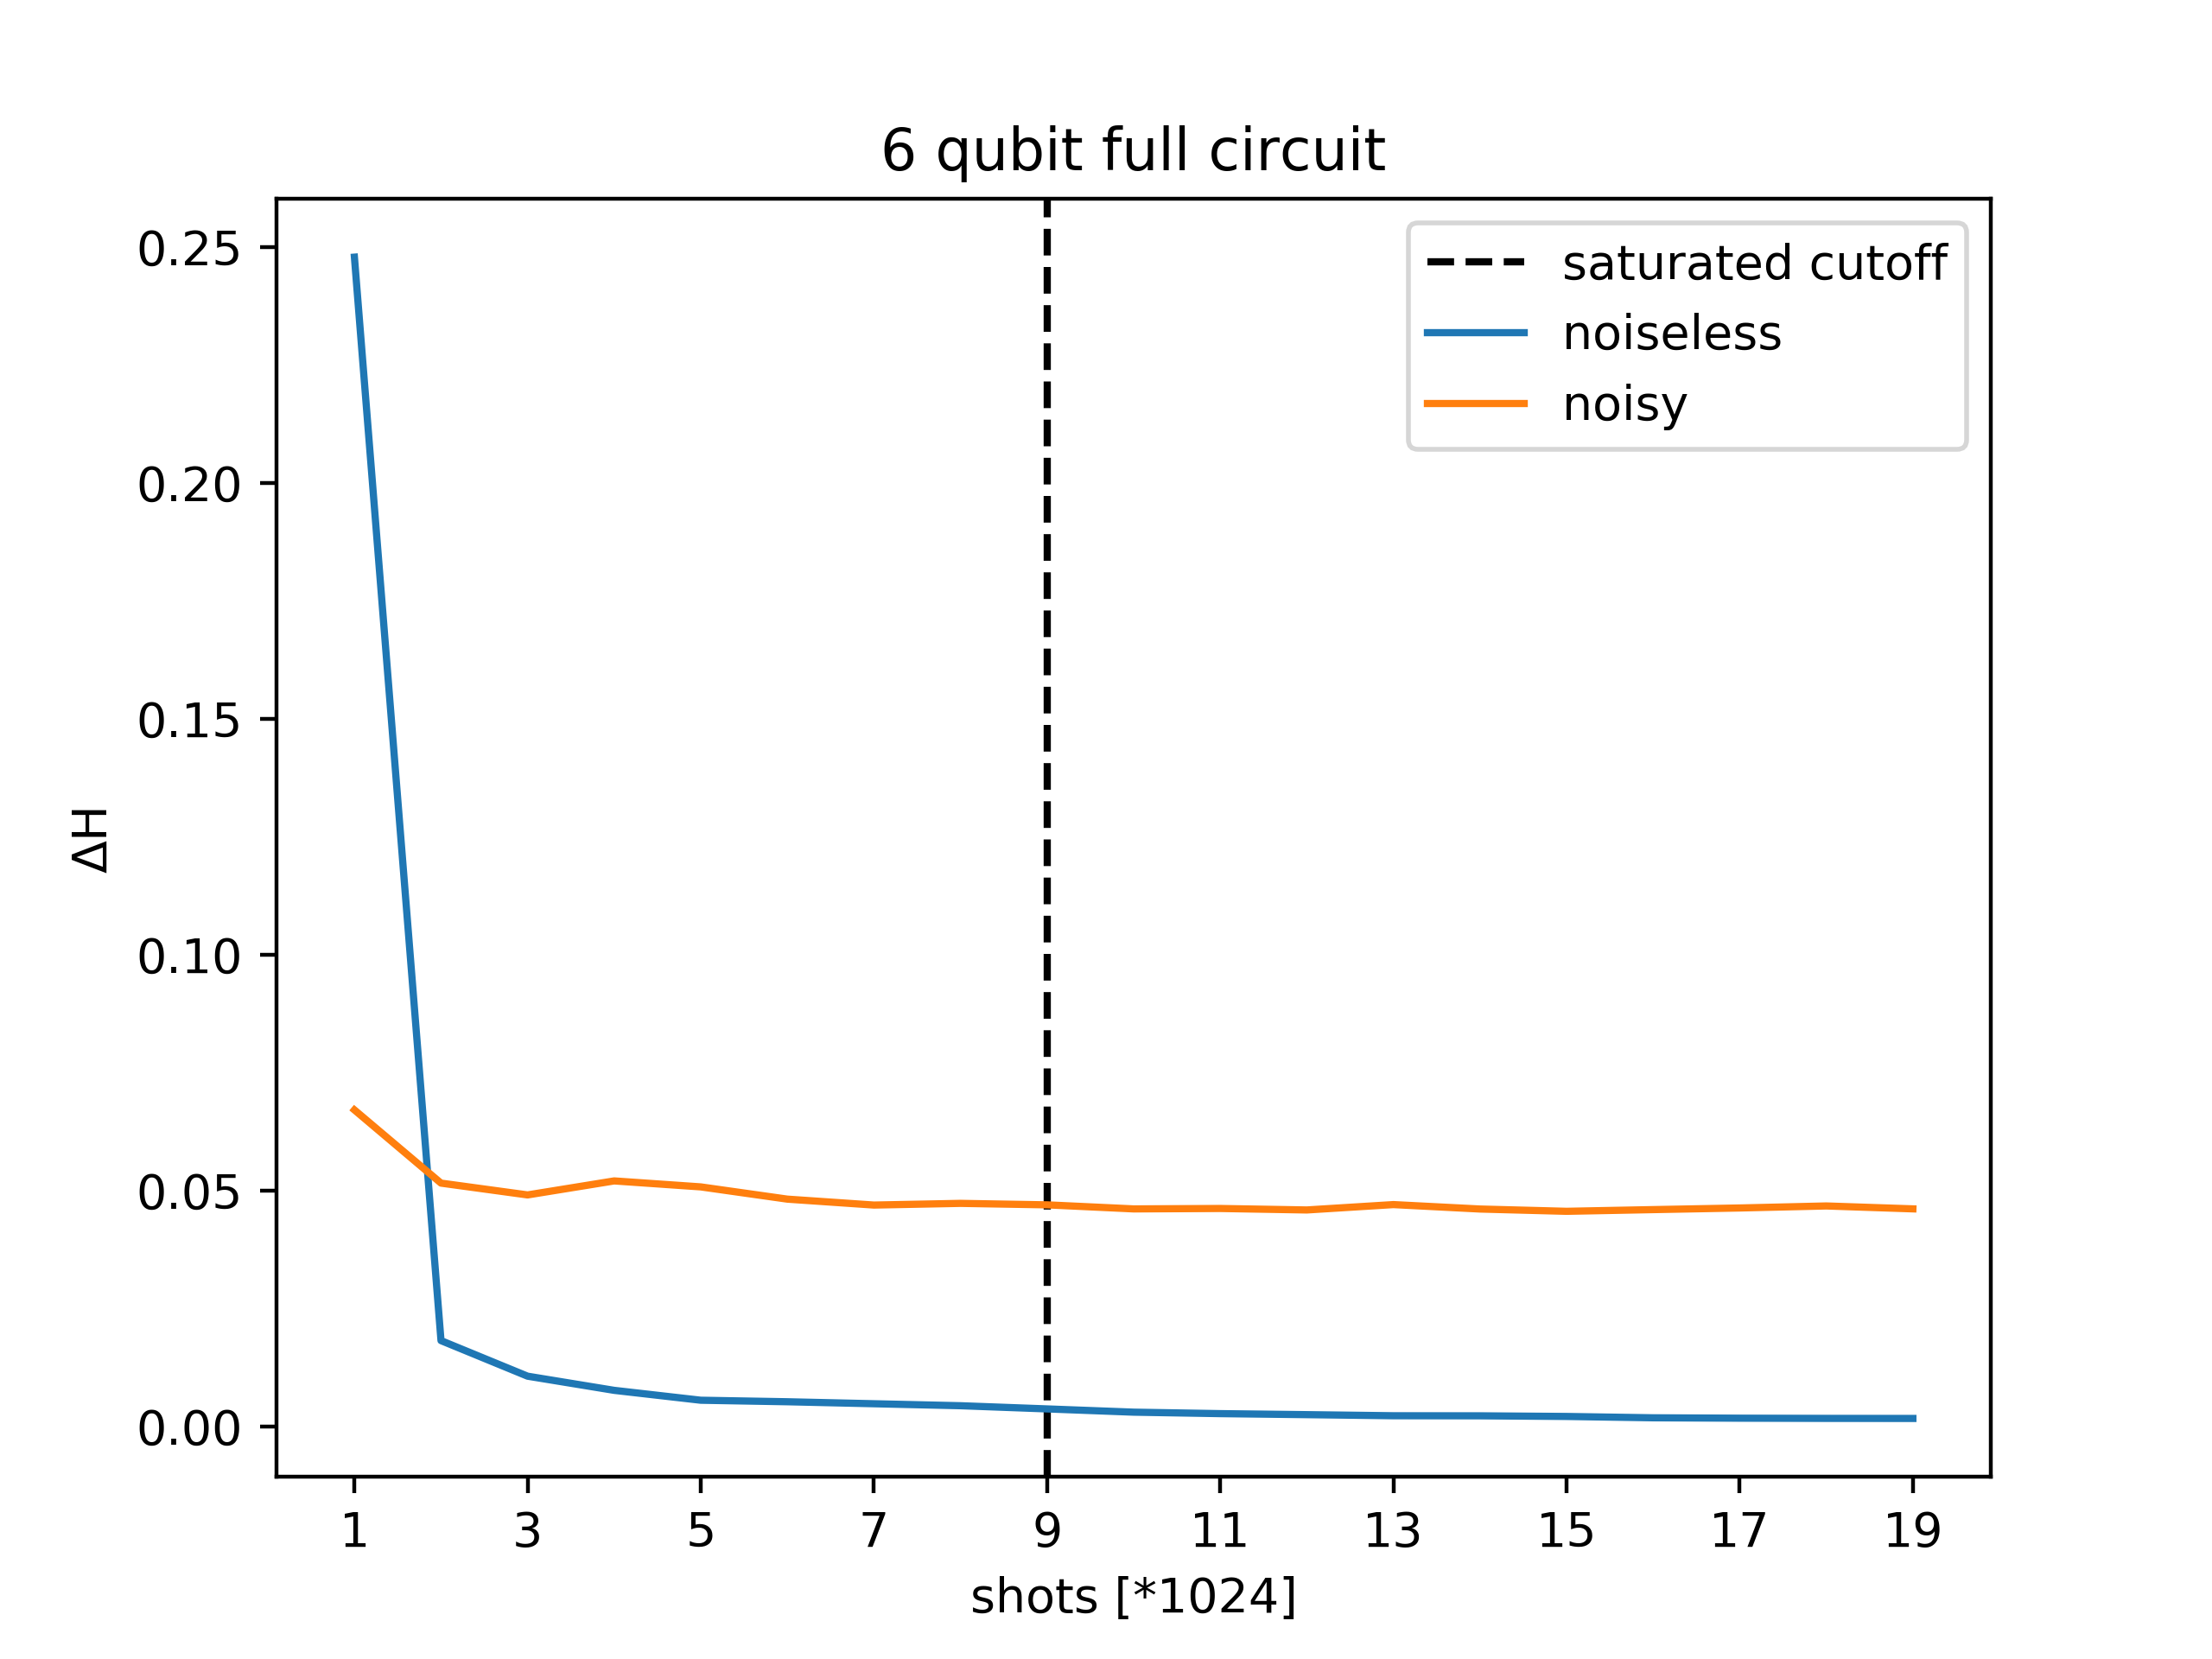 6 qubit full circuit
saturated cutoff
noiseless
noisy
0.25
0.20
0.15
0.10
0.05
0.00
ΔH
1 3 5 7 9 11 13 15 17 19
shots [*1024]